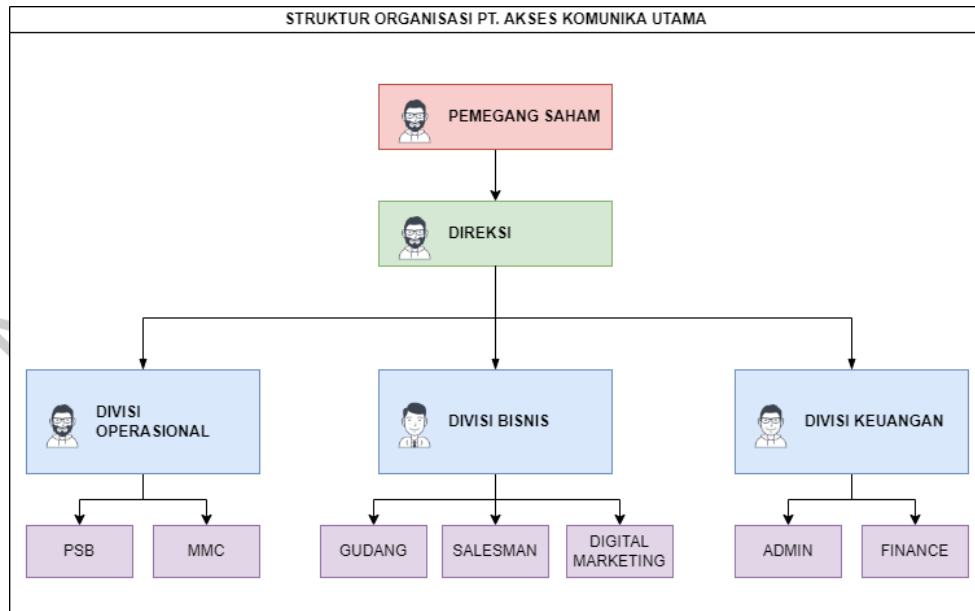 STRUKTUR ORGANISASI PT. AKSES KOMUNIKA UTAMA
PEMEGANG SAHAM
DIREKSI
DIVISI
OPERASIONAL
DIVISI BISNIS
DIVISI KEUANGAN
PSB
MMC
GUDANG
SALESMAN
DIGITAL
MARKETING
ADMIN
FINANCE